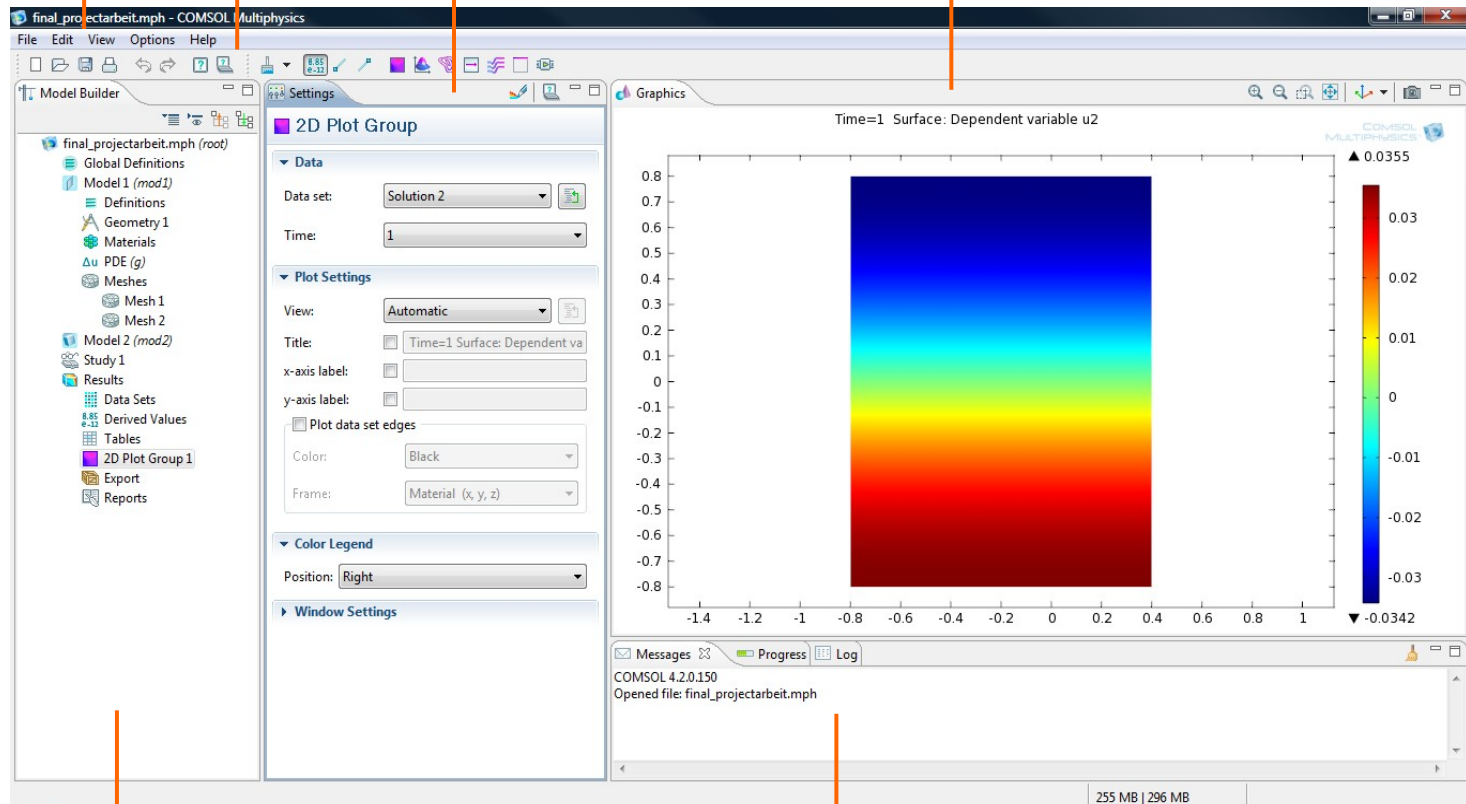 final_projectarbeit.mph - COMSOL Multiphysics
File Edit View Options Help
Model Builder
final_projectarbeit.mph (root)
Global Definitions
Model 1 (mod1)
Definitions
Geometry 1
Materials
Δu PDE (g)
Meshes
Mesh 1
Mesh 2
Model 2 (mod2)
Study 1
Results
Data Sets
8.85 e-12 Derived Values
Tables
2D Plot Group 1
Export
Reports
Settings
2D Plot Group
Data
Data set: Solution 2
Time: 1
Plot Settings
View: Automatic
Title: Time=1 Surface: Dependent va
x-axis label:
y-axis label:
Plot data set edges
Color: Black
Frame: Material (x, y, z)
Color Legend
Position: Right
Window Settings
Graphics
Time=1 Surface: Dependent variable u2
COMSOL
MULTIPHYSICS
▲ 0.0355
0.8
0.7
0.6
0.5
0.4
0.3
0.2
0.1
0
-0.1
-0.2
-0.3
-0.4
-0.5
-0.6
-0.7
-0.8
-1.4 -1.2 -1 -0.8 -0.6 -0.4 -0.2 0 0.2 0.4 0.6 0.8 1
0.03
0.02
0.01
0
-0.01
-0.02
-0.03
▼ -0.0342
Messages Progress Log
COMSOL 4.2.0.150
Opened file: final_projectarbeit.mph
255 MB | 296 MB